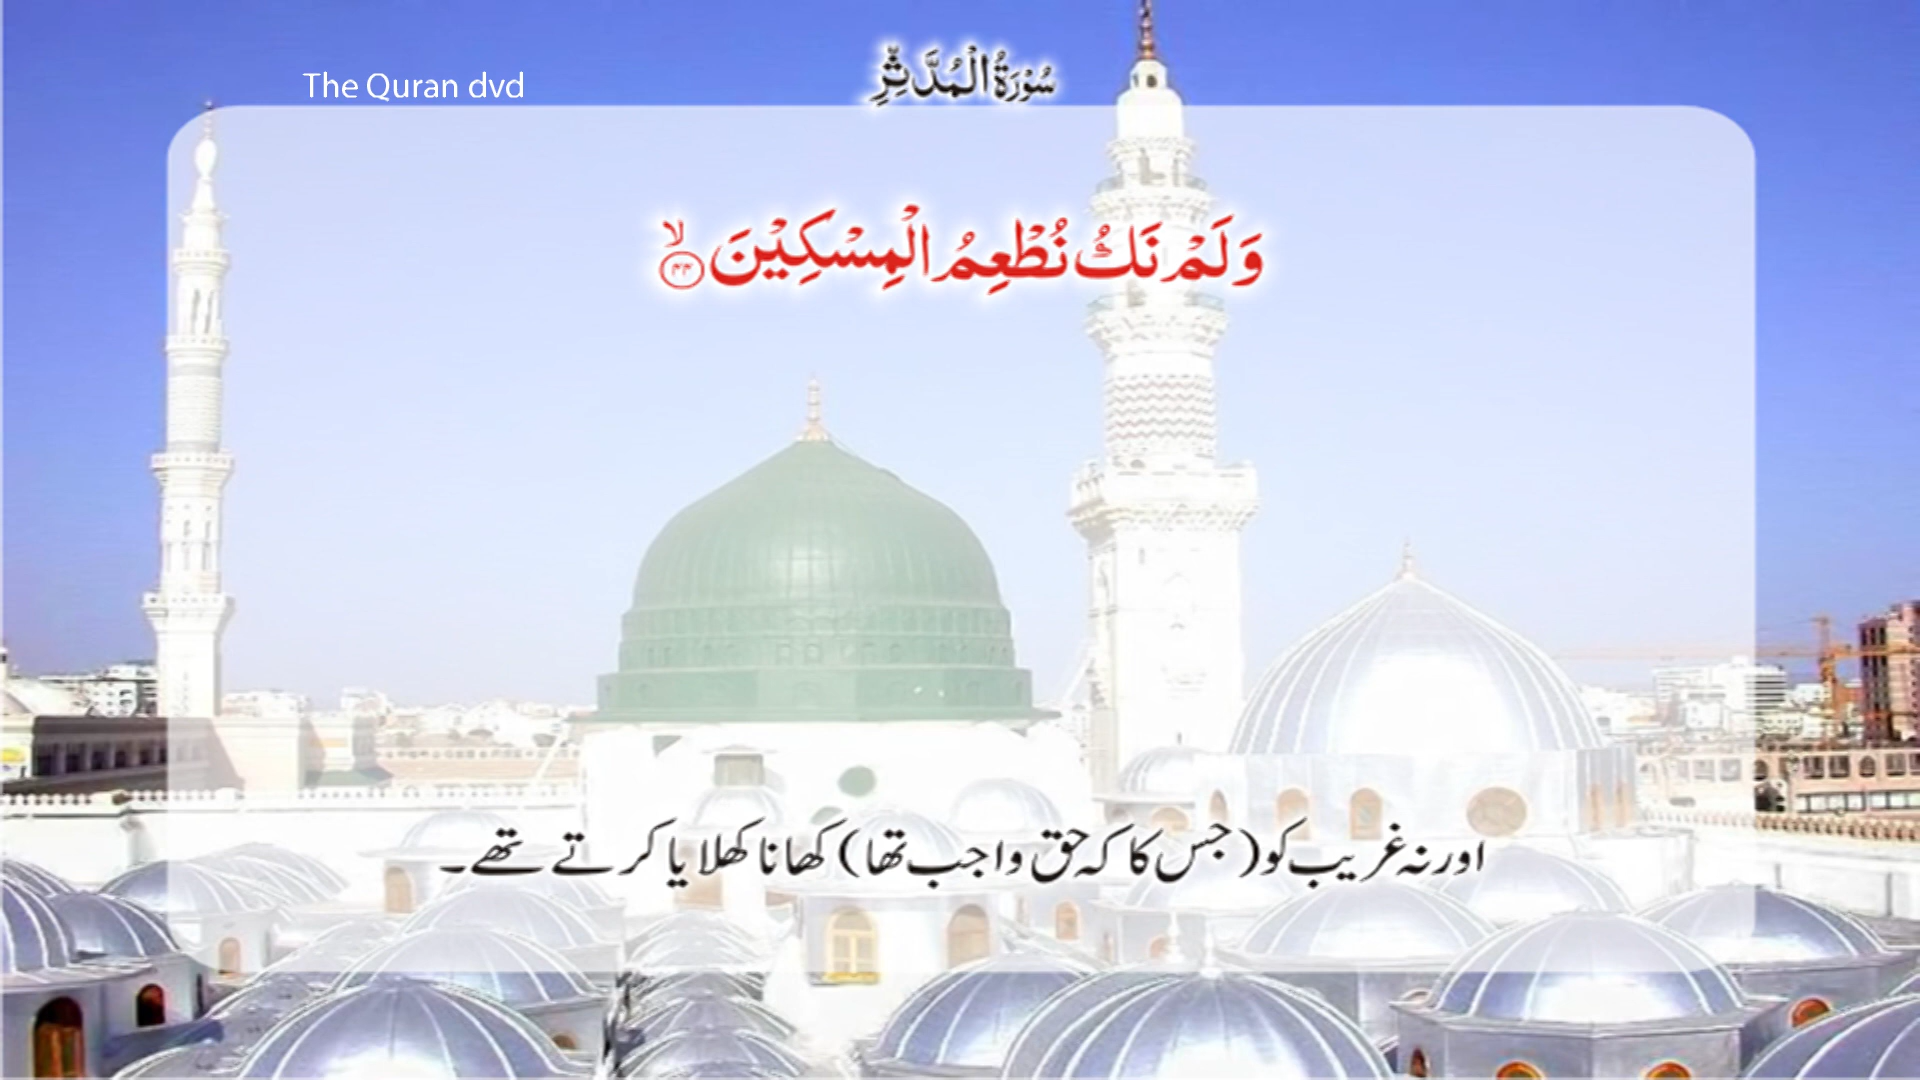 The Quran dvd
سُوْرَةُ الْمُدَّثِّرِ
وَلَمْ نَكُ نُطْعِمُ الْمِسْكِيْنَ ۙ﴿۴۴﴾
اور نہ غریب کو (جس کا کہ حق واجب تھا) کھانا کھلایا کرتے تھے۔